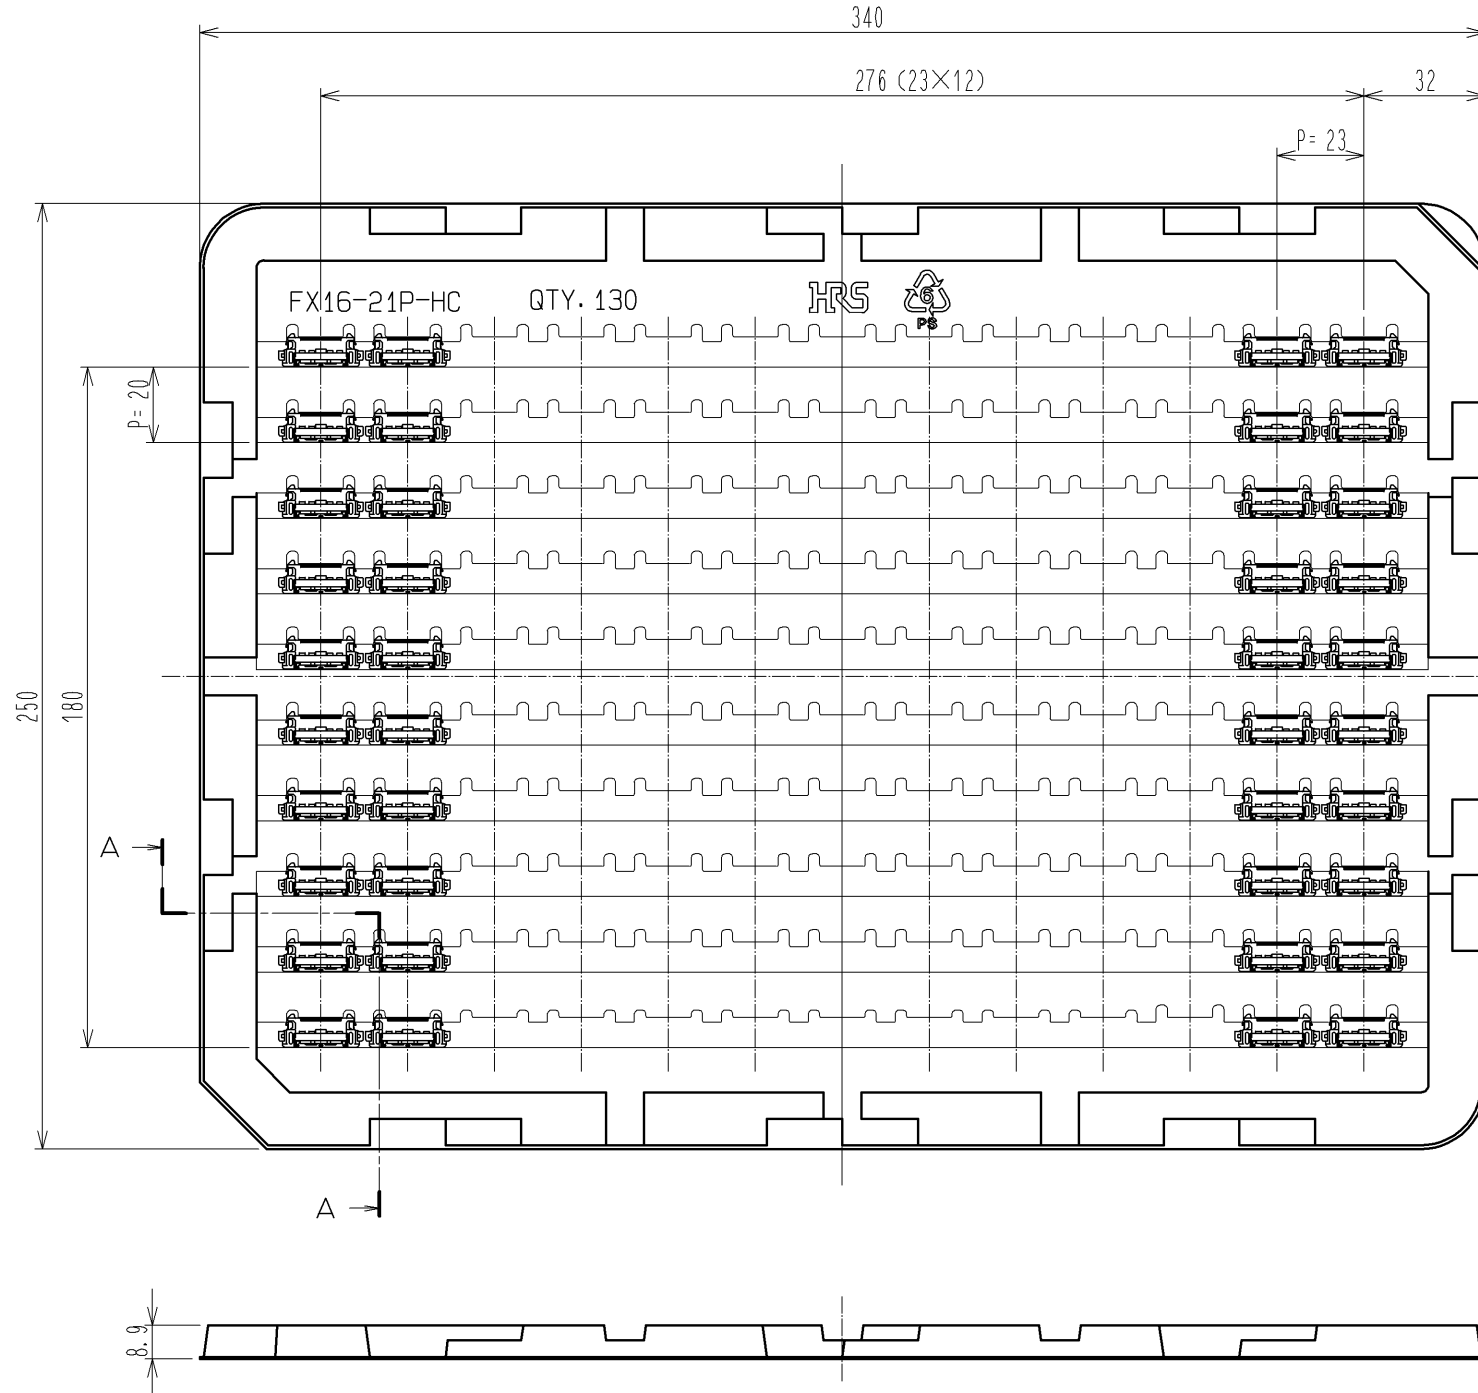 340
276 (23×12)
32
P= 23
FX16-21P-HC
QTY. 130
HRS
6
PS
P= 20
250
180
A
A
8.9